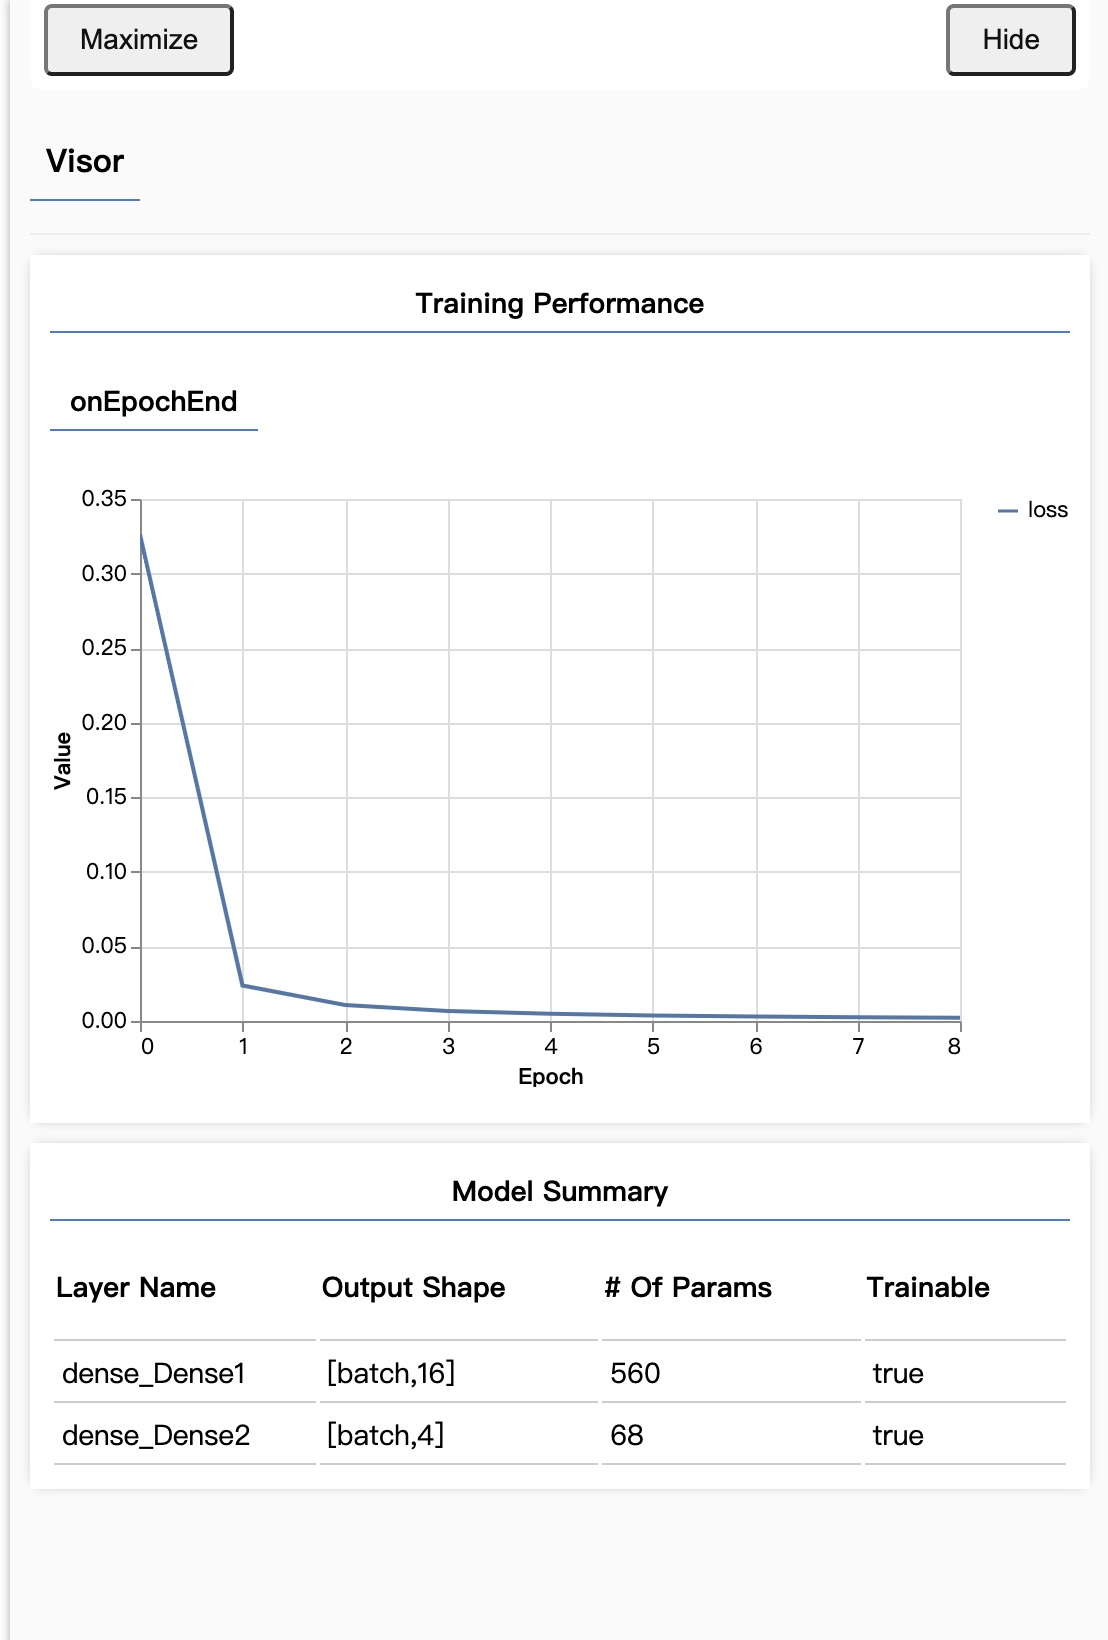 Maximize Hide
Visor
Training Performance
onEpochEnd
0.35
0.30
0.25
0.20
0.15
0.10
0.05
0.00
Value
0 1 2 3 4 5 6 7 8
Epoch
loss
Model Summary
Layer Name Output Shape # Of Params Trainable
dense_Dense1 [batch,16] 560 true
dense_Dense2 [batch,4] 68 true